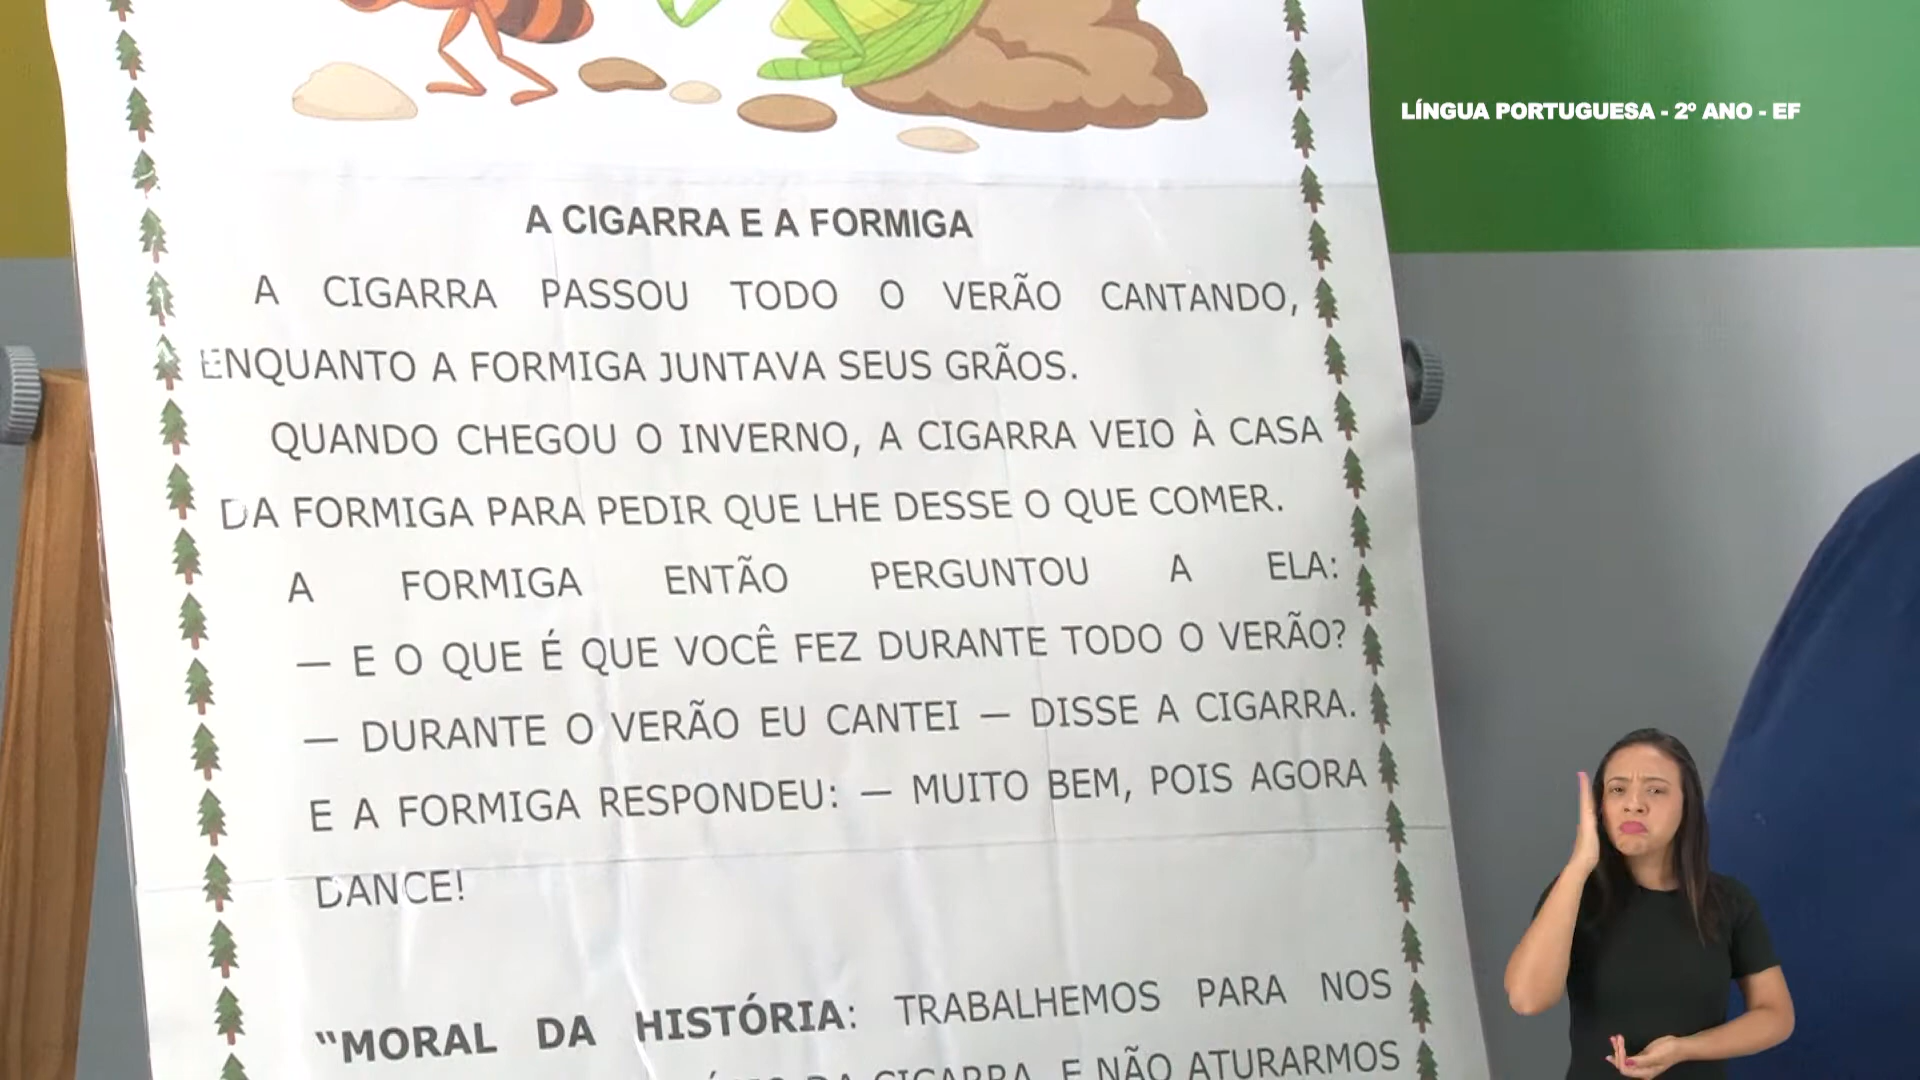 LÍNGUA PORTUGUESA - 2º ANO - EF
A CIGARRA E A FORMIGA
A CIGARRA PASSOU TODO O VERÃO CANTANDO,
ENQUANTO A FORMIGA JUNTAVA SEUS GRÃOS.
QUANDO CHEGOU O INVERNO, A CIGARRA VEIO À CASA
DA FORMIGA PARA PEDIR QUE LHE DESSE O QUE COMER.
A FORMIGA ENTÃO PERGUNTOU A ELA:
— E O QUE É QUE VOCÊ FEZ DURANTE TODO O VERÃO?
— DURANTE O VERÃO EU CANTEI — DISSE A CIGARRA.
E A FORMIGA RESPONDEU: — MUITO BEM, POIS AGORA
DANCE!
“MORAL DA HISTÓRIA: TRABALHEMOS PARA NOS
DA CIGARRA, E NÃO ATURARMOS